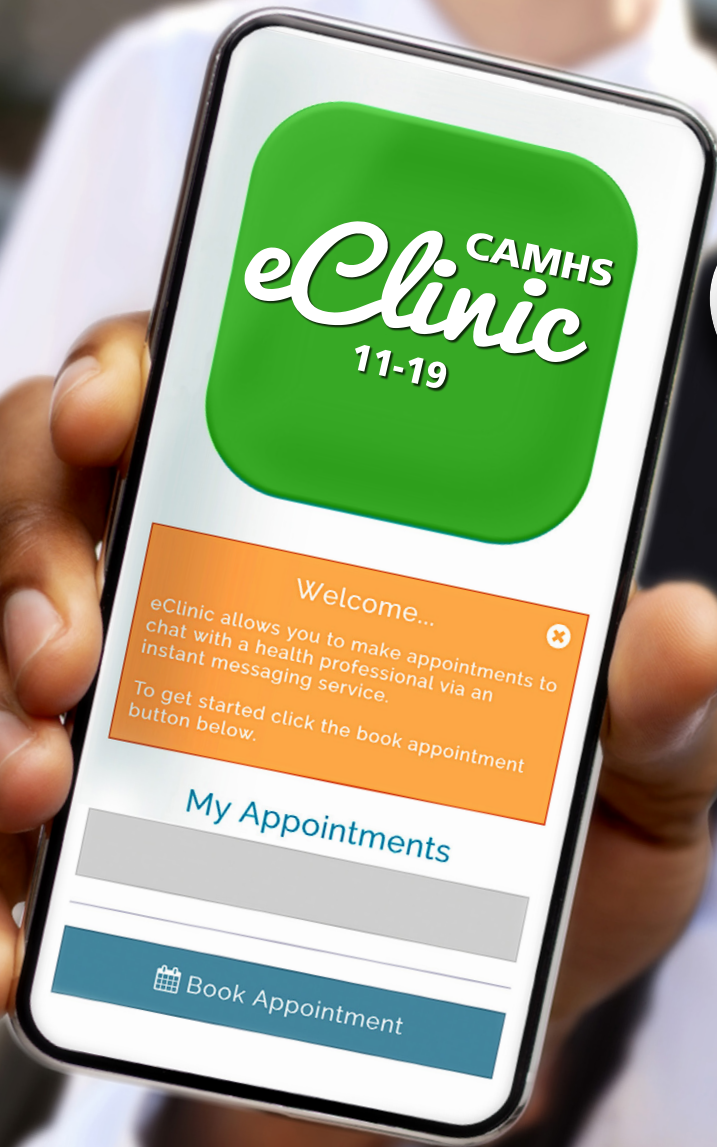 CAMHS
eClinic
11-19
Welcome...
eClinic allows you to make appointments to
chat with a health professional via an
instant messaging service.
To get started click the book appointment
button below.
My Appointments
Book Appointment